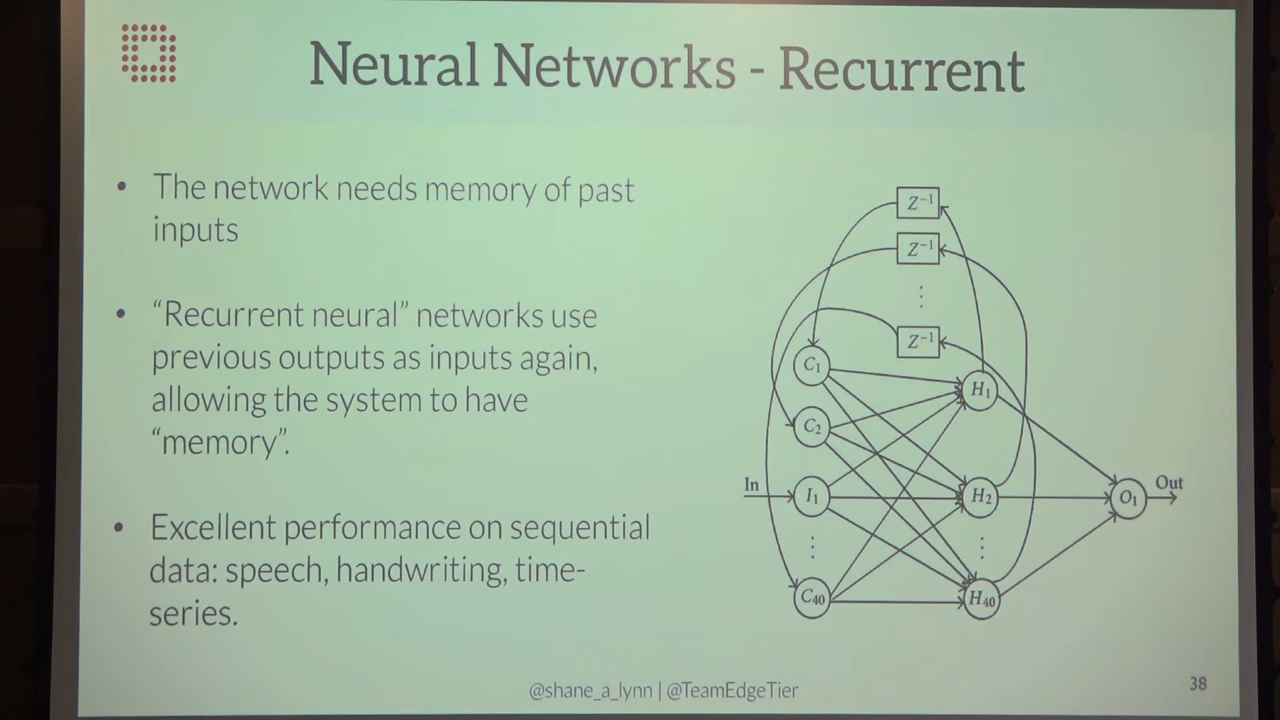 Neural Networks - Recurrent
• The network needs memory of past
inputs
• “Recurrent neural” networks use
previous outputs as inputs again,
allowing the system to have
“memory”.
• Excellent performance on sequential
data: speech, handwriting, time-
series.
Z⁻¹
Z⁻¹
⋮
Z⁻¹
C₁
H₁
C₂
In
I₁
H₂
O₁
Out
⋮
⋮
C₄₀
H₄₀
@shane_a_lynn | @TeamEdgeTier
38